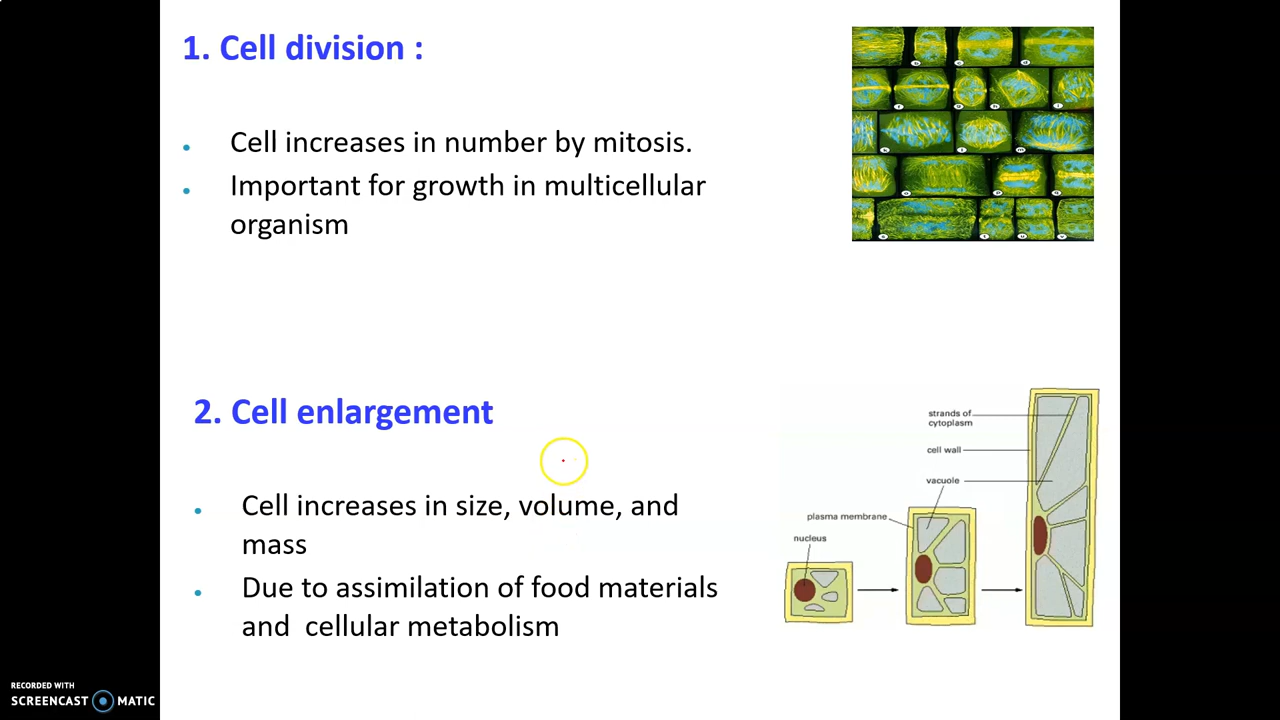 1. Cell division :
• Cell increases in number by mitosis.
• Important for growth in multicellular
organism
2. Cell enlargement
• Cell increases in size, volume, and
mass
• Due to assimilation of food materials
and cellular metabolism
strands of
cytoplasm
cell wall
vacuole
plasma membrane
nucleus
RECORDED WITH
SCREENCAST MATIC